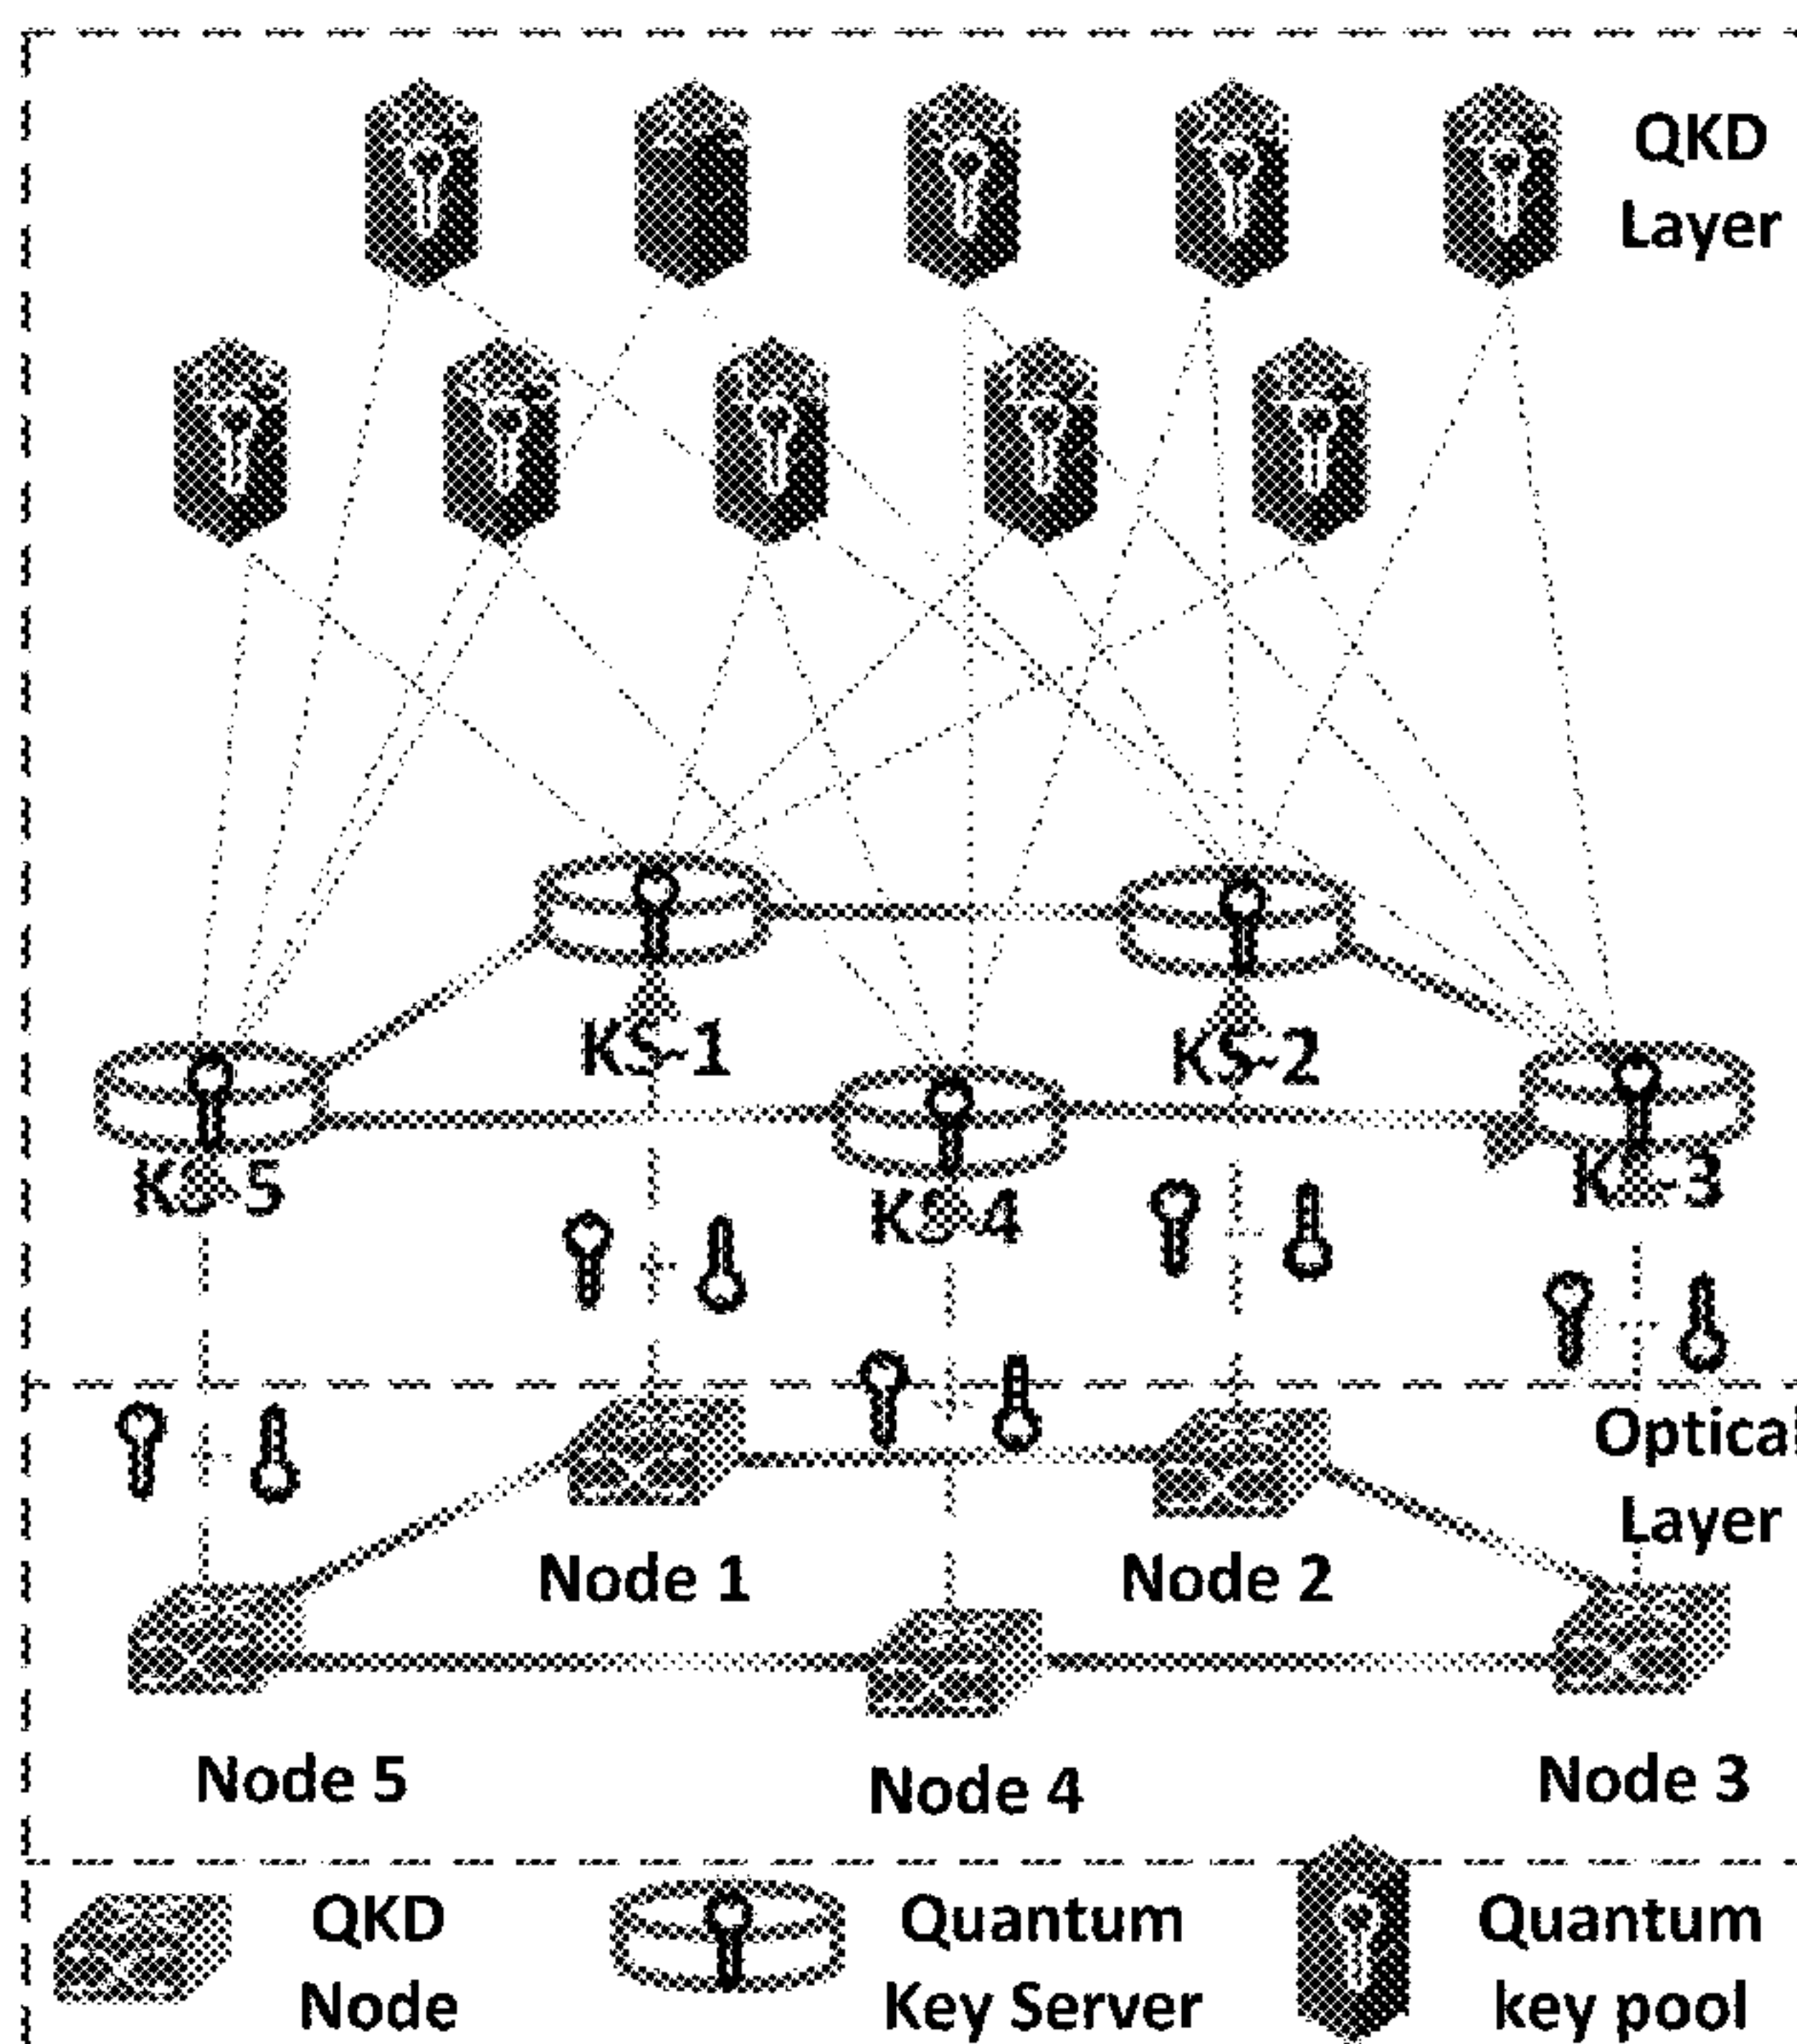 QKD
Layer
KS-1
KS-2
KS-5
KS-4
KS-3
Optical
Layer
Node 1
Node 2
Node 5
Node 4
Node 3
QKD
Node
Quantum
Key Server
Quantum
key pool